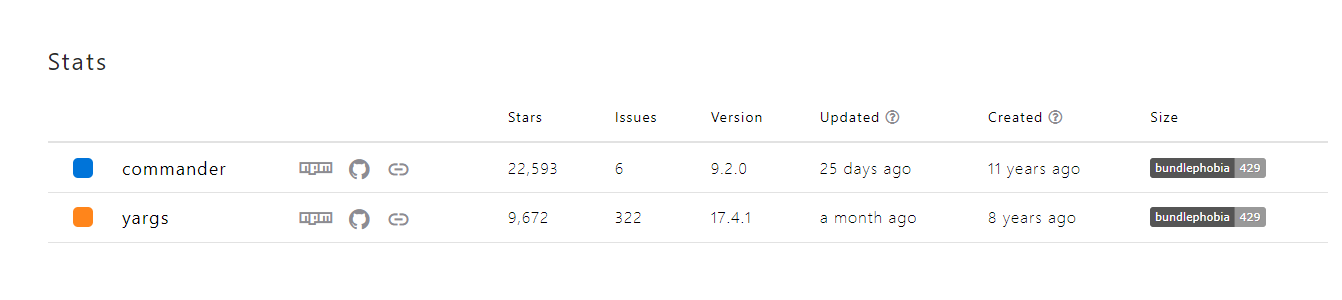 Stats
Stars Issues Version Updated ? Created ? Size
commander npm 22,593 6 9.2.0 25 days ago 11 years ago bundlephobia 429
yargs npm 9,672 322 17.4.1 a month ago 8 years ago bundlephobia 429